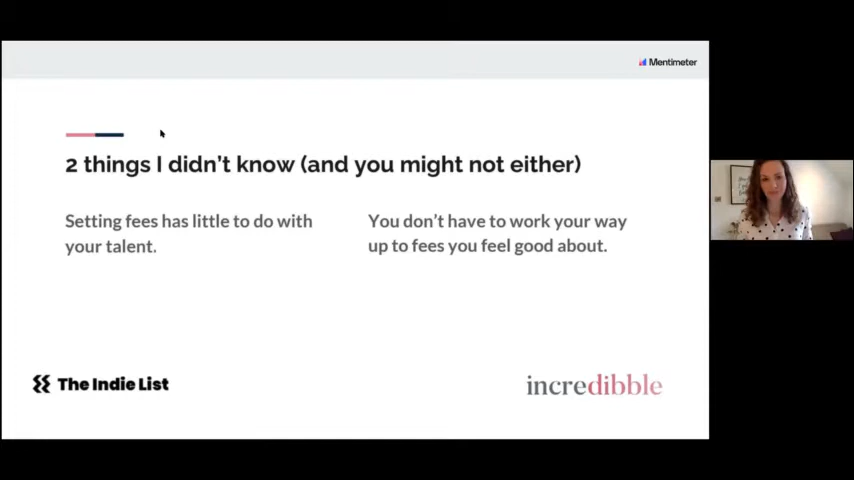 Mentimeter
2 things I didn't know (and you might not either)
Setting fees has little to do with
your talent.
You don't have to work your way
up to fees you feel good about.
The Indie List
incredibble